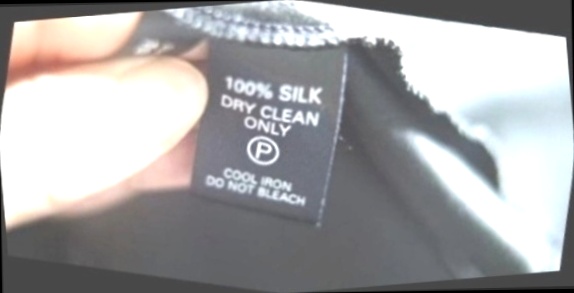 100% SILK
DRY CLEAN
ONLY
P
COOL IRON
DO NOT BLEACH